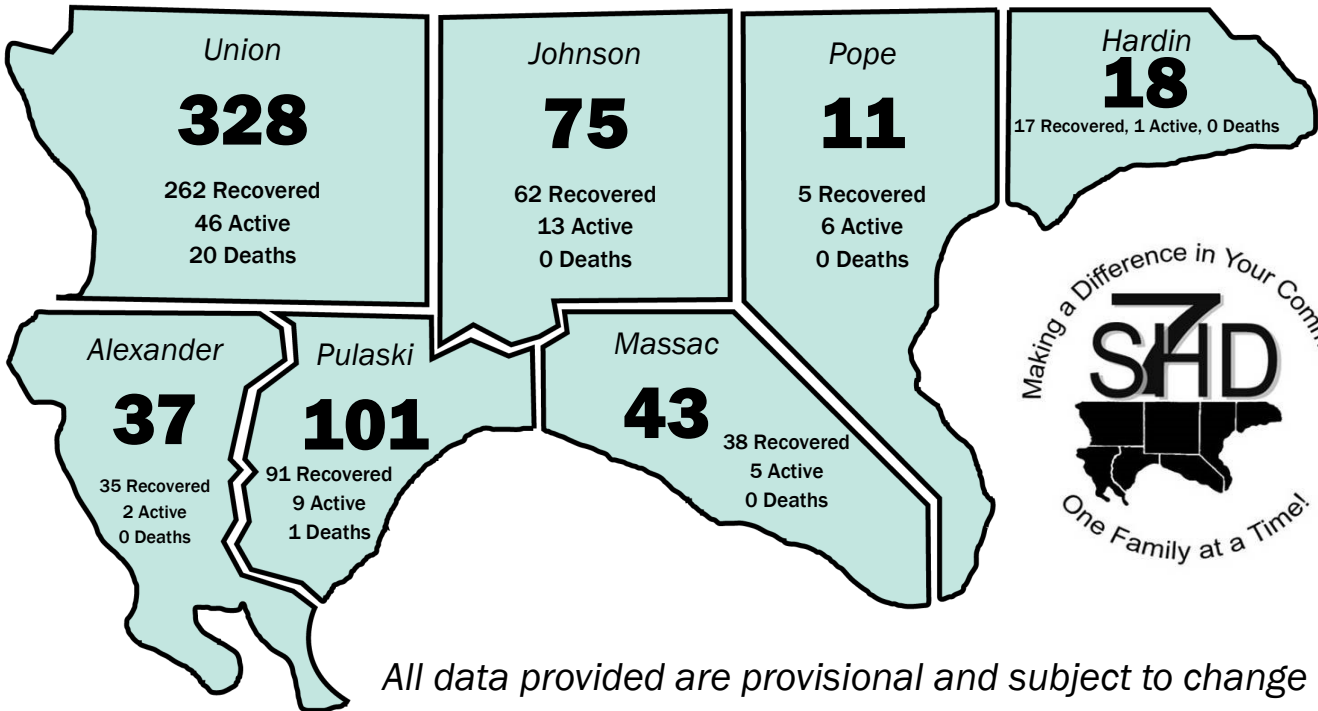 Union
328
262 Recovered
46 Active
20 Deaths
Johnson
75
62 Recovered
13 Active
0 Deaths
Pope
11
5 Recovered
6 Active
0 Deaths
Hardin
18
17 Recovered, 1 Active, 0 Deaths
Alexander
37
35 Recovered
2 Active
0 Deaths
Pulaski
101
91 Recovered
9 Active
1 Deaths
Massac
43
38 Recovered
5 Active
0 Deaths
Making a Difference in Your
S7HD
One Family at a Time!
All data provided are provisional and subject to change